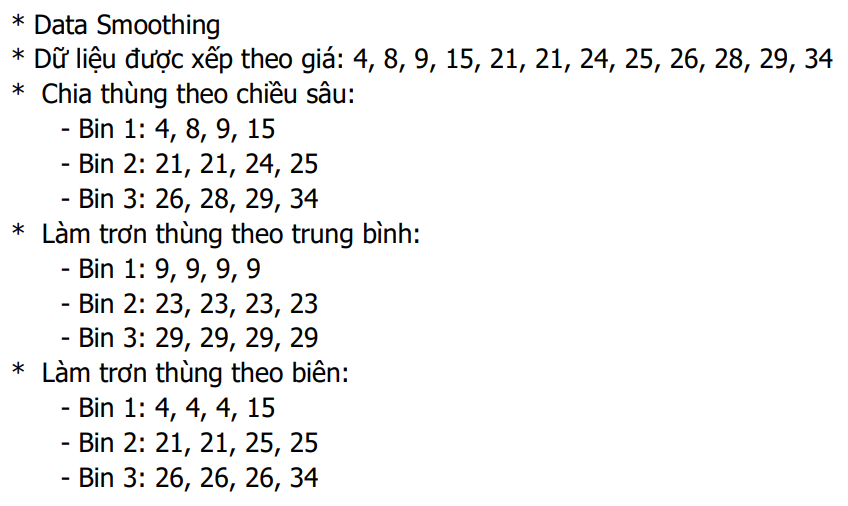 * Data Smoothing
* Dữ liệu được xếp theo giá: 4, 8, 9, 15, 21, 21, 24, 25, 26, 28, 29, 34
* Chia thùng theo chiều sâu:
- Bin 1: 4, 8, 9, 15
- Bin 2: 21, 21, 24, 25
- Bin 3: 26, 28, 29, 34
* Làm trơn thùng theo trung bình:
- Bin 1: 9, 9, 9, 9
- Bin 2: 23, 23, 23, 23
- Bin 3: 29, 29, 29, 29
* Làm trơn thùng theo biên:
- Bin 1: 4, 4, 4, 15
- Bin 2: 21, 21, 25, 25
- Bin 3: 26, 26, 26, 34